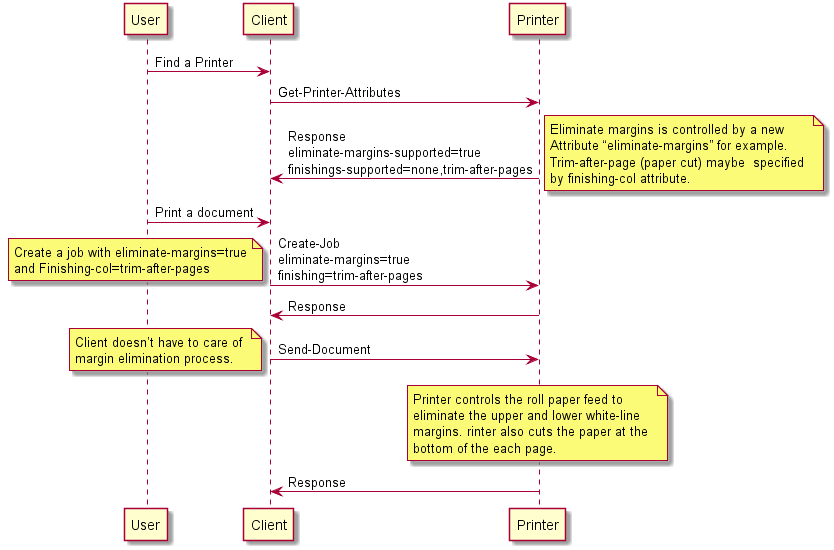 User Client Printer
Find a Printer
Get-Printer-Attributes
Response
eliminate-margins-supported=true
finishings-supported=none,trim-after-pages
Eliminate margins is controlled by a new
Attribute “eliminate-margins” for example.
Trim-after-page (paper cut) maybe  specified
by finishing-col attribute.
Print a document
Create a job with eliminate-margins=true
and Finishing-col=trim-after-pages
Create-Job
eliminate-margins=true
finishing=trim-after-pages
Response
Client doesn’t have to care of
margin elimination process.
Send-Document
Printer controls the roll paper feed to
eliminate the upper and lower white-line
margins. rinter also cuts the paper at the
bottom of the each page.
Response
User Client Printer